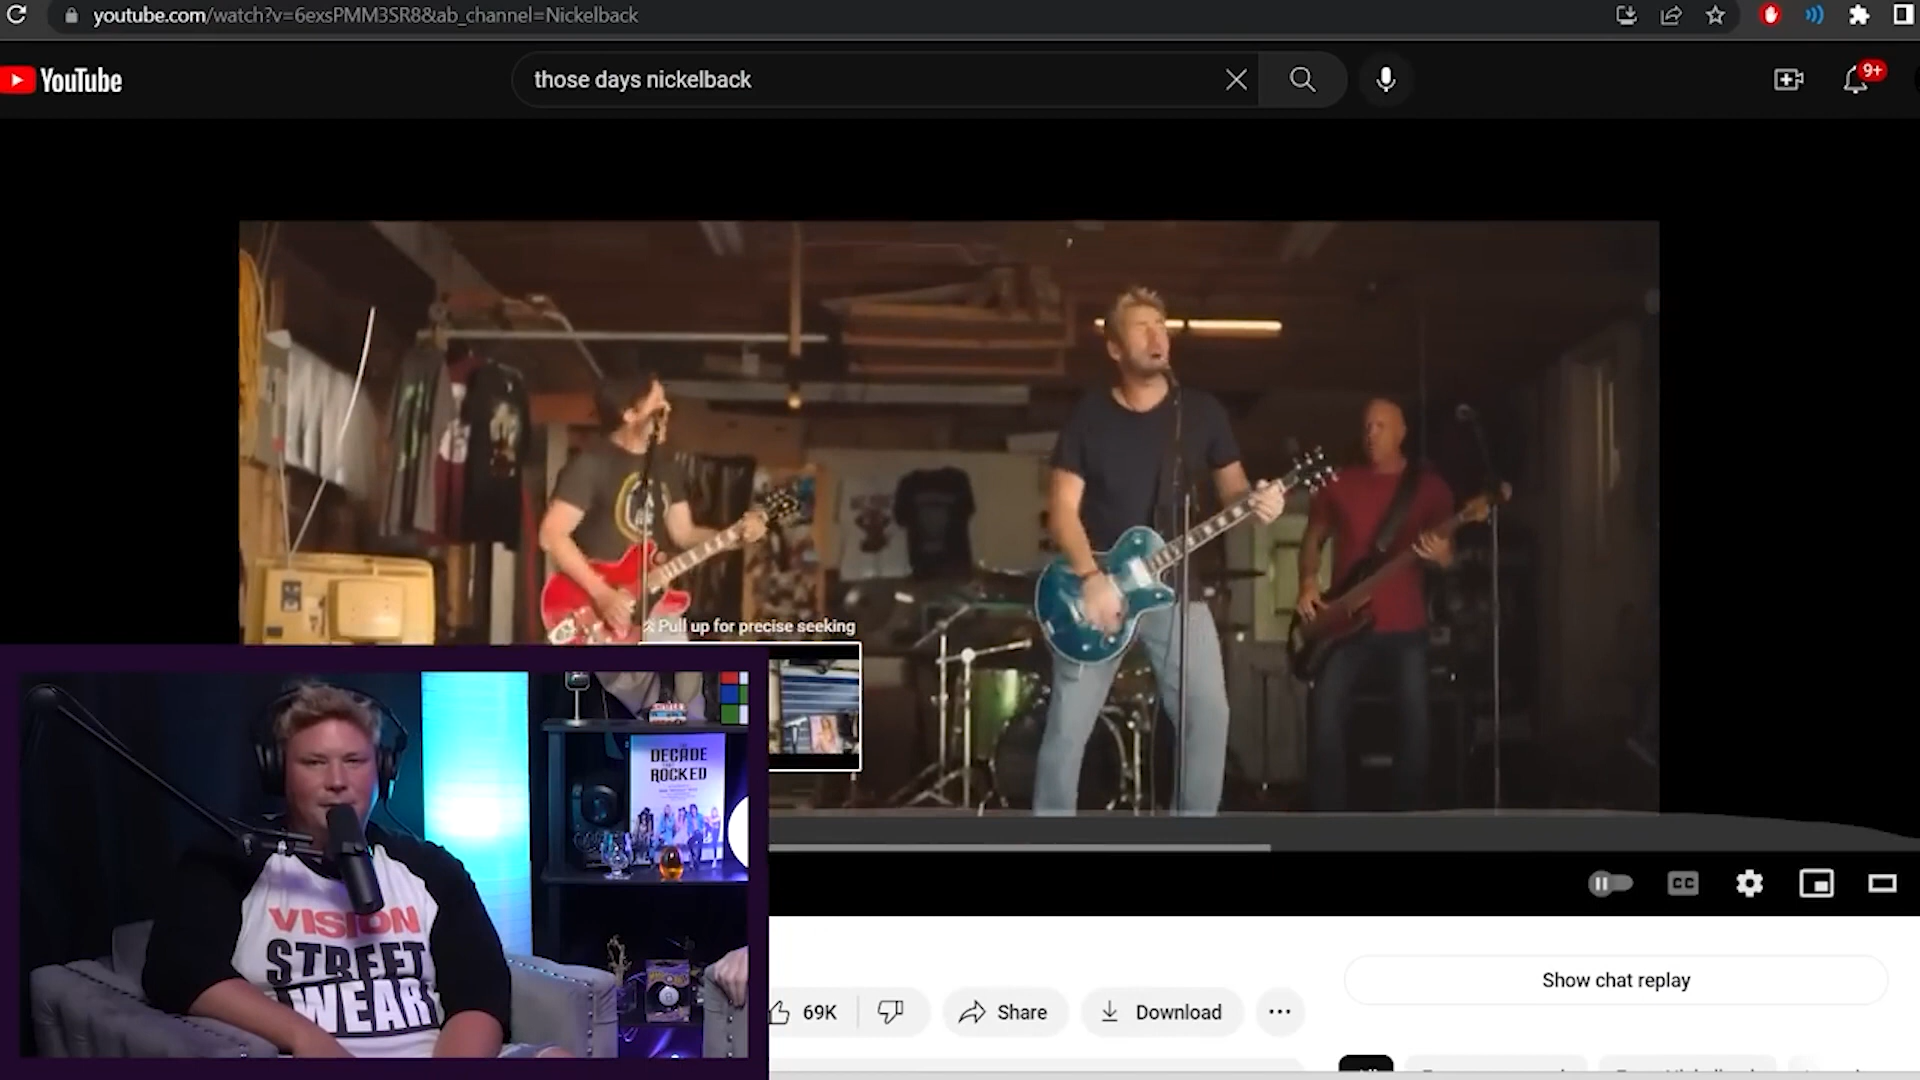 youtube.com/watch?v=6exsPMM3SR8&ab_channel=Nickelback
YouTube
those days nickelback
9+
Pull up for precise seeking
DECADE
ROCKED
VISION
STREET
WEAR
CC
Show chat replay
69K
Share
Download